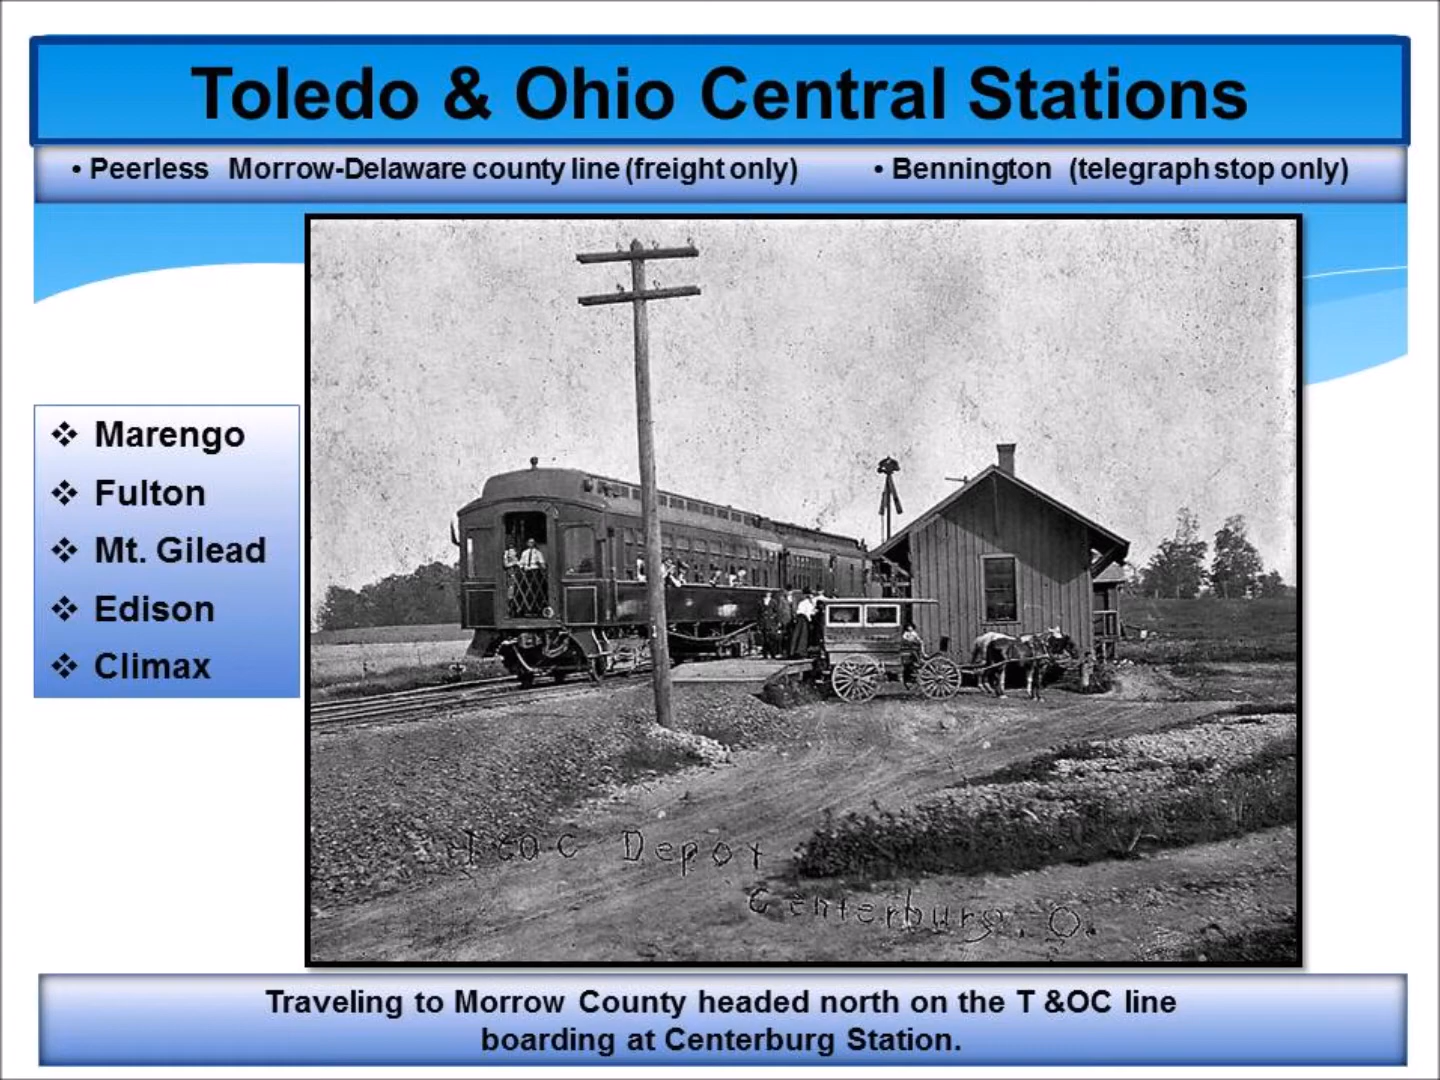 Toledo & Ohio Central Stations
• Peerless Morrow-Delaware county line (freight only) • Bennington (telegraph stop only)
❖ Marengo
❖ Fulton
❖ Mt. Gilead
❖ Edison
❖ Climax
T&OC Depot
Centerburg, O.
Traveling to Morrow County headed north on the T &OC line
boarding at Centerburg Station.